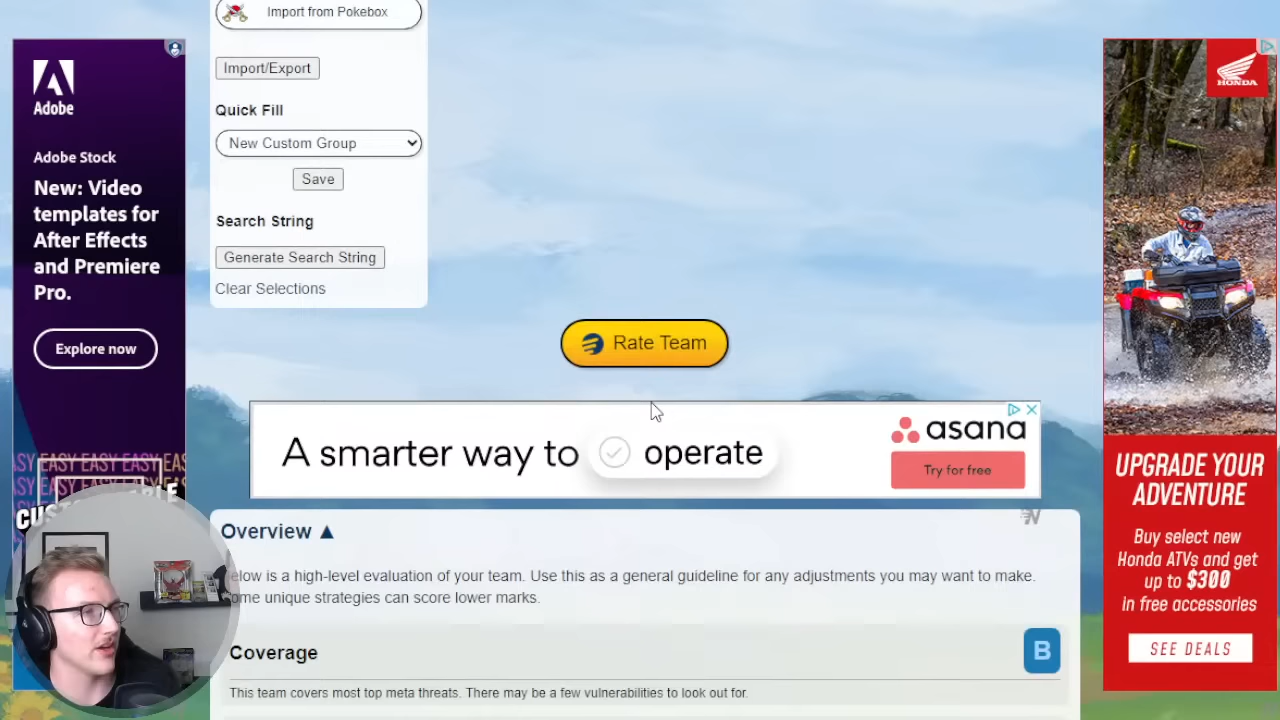 Import from Pokebox
Import/Export
Quick Fill
New Custom Group
Save
Search String
Generate Search String
Clear Selections
Rate Team
Adobe
Adobe Stock
New: Video
templates for
After Effects
and Premiere
Pro.
Explore now
EASY EASY EASY
A smarter way to operate
asana
Try for free
HONDA
UPGRADE YOUR
ADVENTURE
Buy select new
Honda ATVs and get
up to $300
in free accessories
SEE DEALS
Overview ▲
elow is a high-level evaluation of your team. Use this as a general guideline for any adjustments you may want to make.
ome unique strategies can score lower marks.
Coverage
B
This team covers most top meta threats. There may be a few vulnerabilities to look out for.